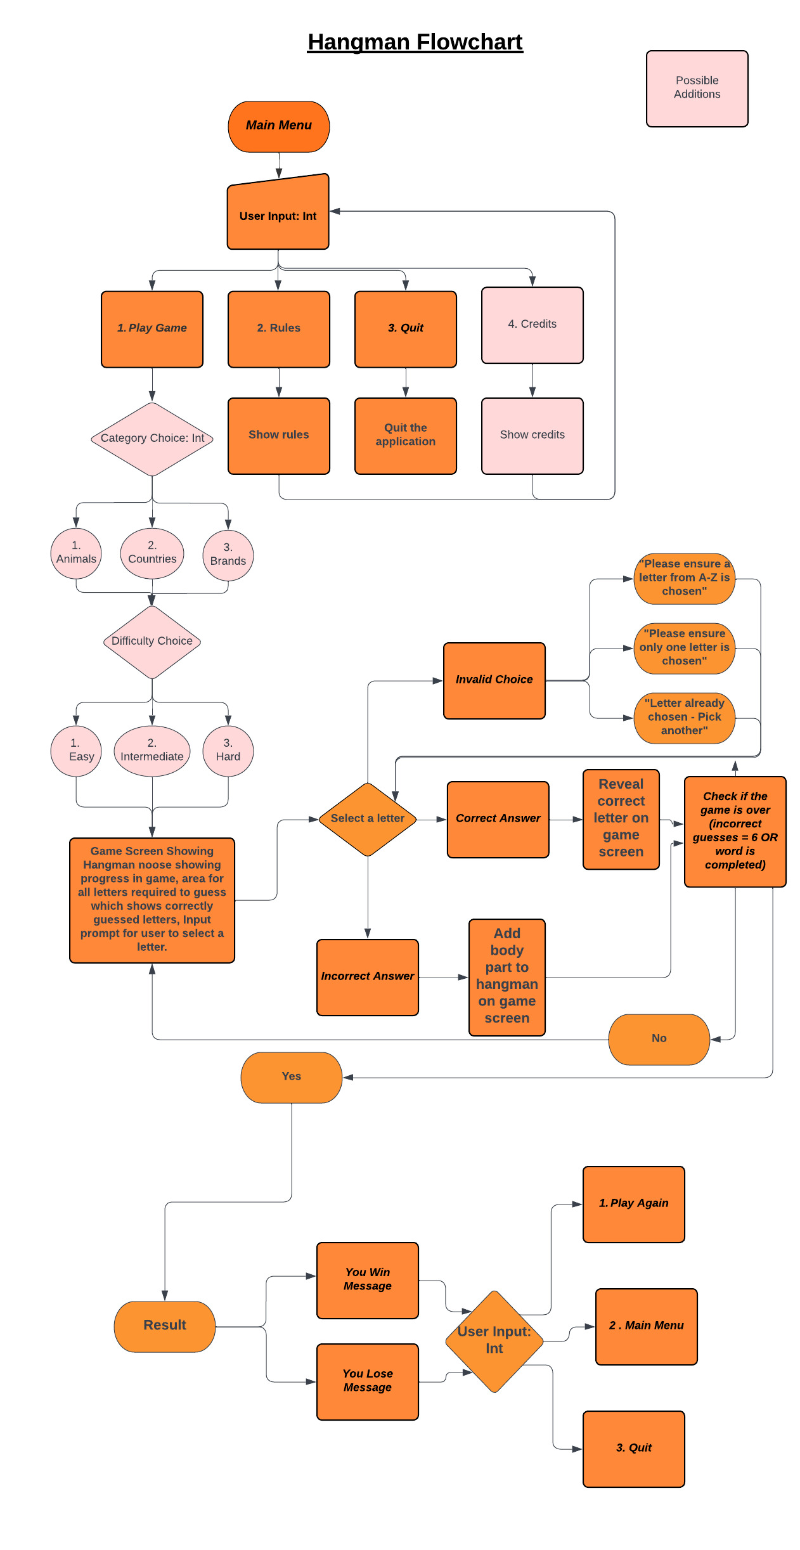 Hangman Flowchart
Possible
Additions
Main Menu
User Input: Int
1. Play Game
2. Rules
3. Quit
4. Credits
Show rules
Quit the
application
Show credits
Category Choice: Int
1.
Animals
2.
Countries
3.
Brands
Difficulty Choice
1.
Easy
2.
Intermediate
3.
Hard
"Please ensure a
letter from A-Z is
chosen"
"Please ensure
only one letter is
chosen"
"Letter already
chosen - Pick
another"
Invalid Choice
Select a letter
Correct Answer
Reveal
correct
letter on
game
screen
Check if the
game is over
(incorrect
guesses = 6 OR
word is
completed)
Game Screen Showing
Hangman noose showing
progress in game, area for
all letters required to guess
which shows correctly
guessed letters, Input
prompt for user to select a
letter.
Incorrect Answer
Add
body
part to
hangman
on game
screen
No
Yes
Result
You Win
Message
You Lose
Message
User Input:
Int
1. Play Again
2 . Main Menu
3. Quit